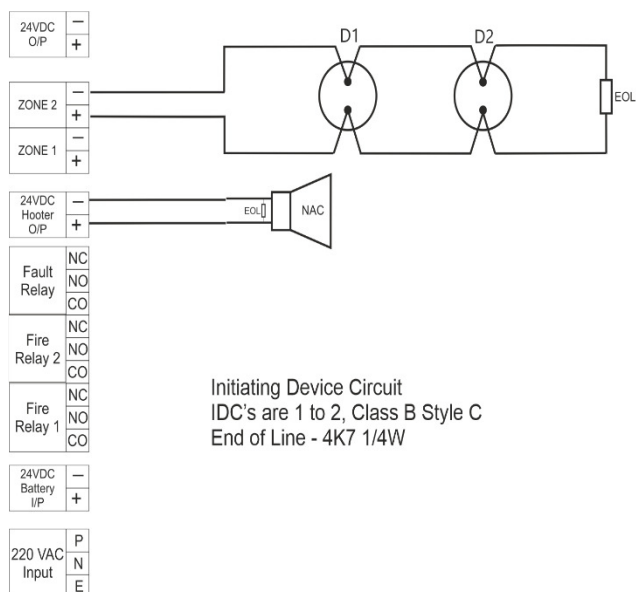 24VDC
O/P
−
+
D1
D2
EOL
ZONE 2
−
+
ZONE 1
−
+
24VDC
Hooter
O/P
−
+
EOL
NAC
Fault
Relay
NC
NO
CO
Fire
Relay 2
NC
NO
CO
Fire
Relay 1
NC
NO
CO
Initiating Device Circuit
IDC’s are 1 to 2, Class B Style C
End of Line - 4K7 1/4W
24VDC
Battery
I/P
−
+
220 VAC
Input
P
N
E